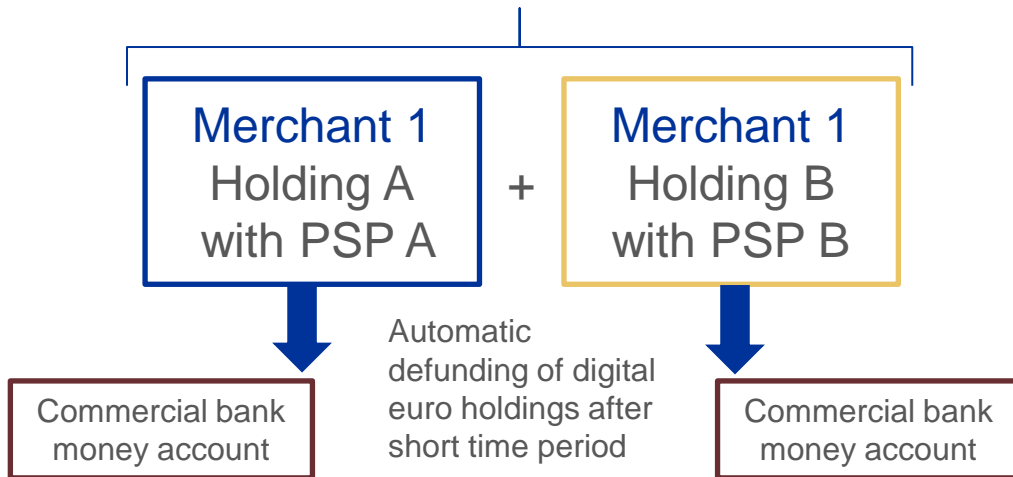 Merchant 1
Holding A
with PSP A
+
Merchant 1
Holding B
with PSP B
Automatic
defunding of digital
euro holdings after
short time period
Commercial bank
money account
Commercial bank
money account